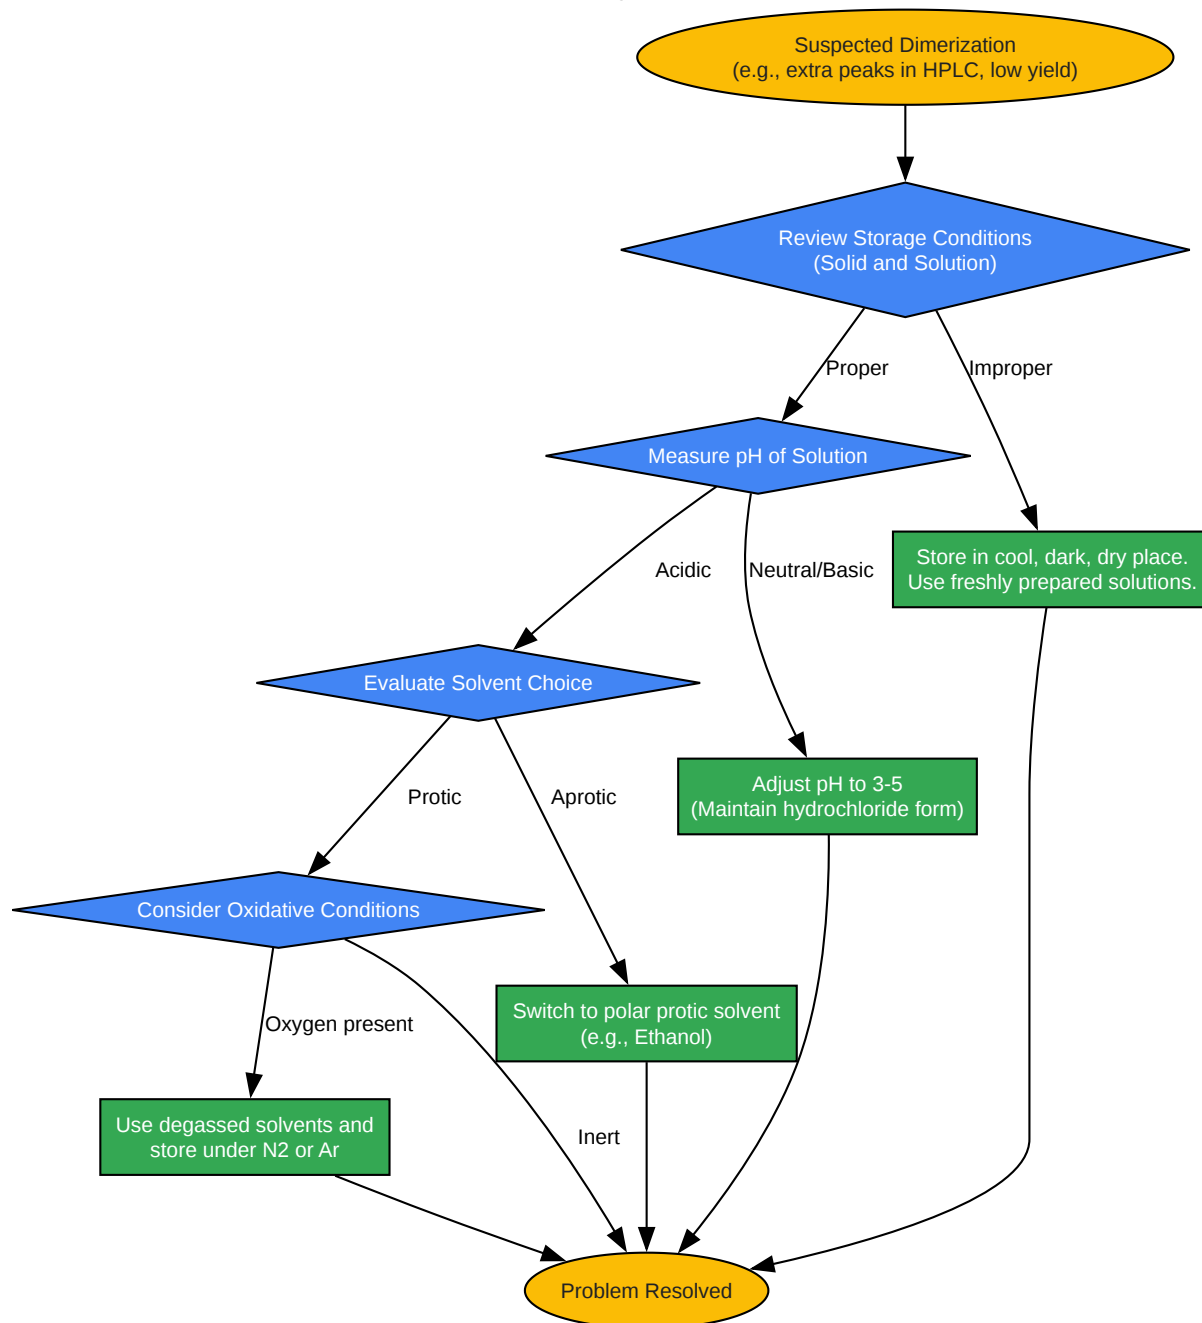 Suspected Dimerization
(e.g., extra peaks in HPLC, low yield)
Review Storage Conditions
(Solid and Solution)
Proper
Improper
Measure pH of Solution
Store in cool, dark, dry place.
Use freshly prepared solutions.
Acidic
Neutral/Basic
Evaluate Solvent Choice
Adjust pH to 3-5
(Maintain hydrochloride form)
Protic
Aprotic
Consider Oxidative Conditions
Switch to polar protic solvent
(e.g., Ethanol)
Oxygen present
Use degassed solvents and
store under N2 or Ar
Inert
Problem Resolved